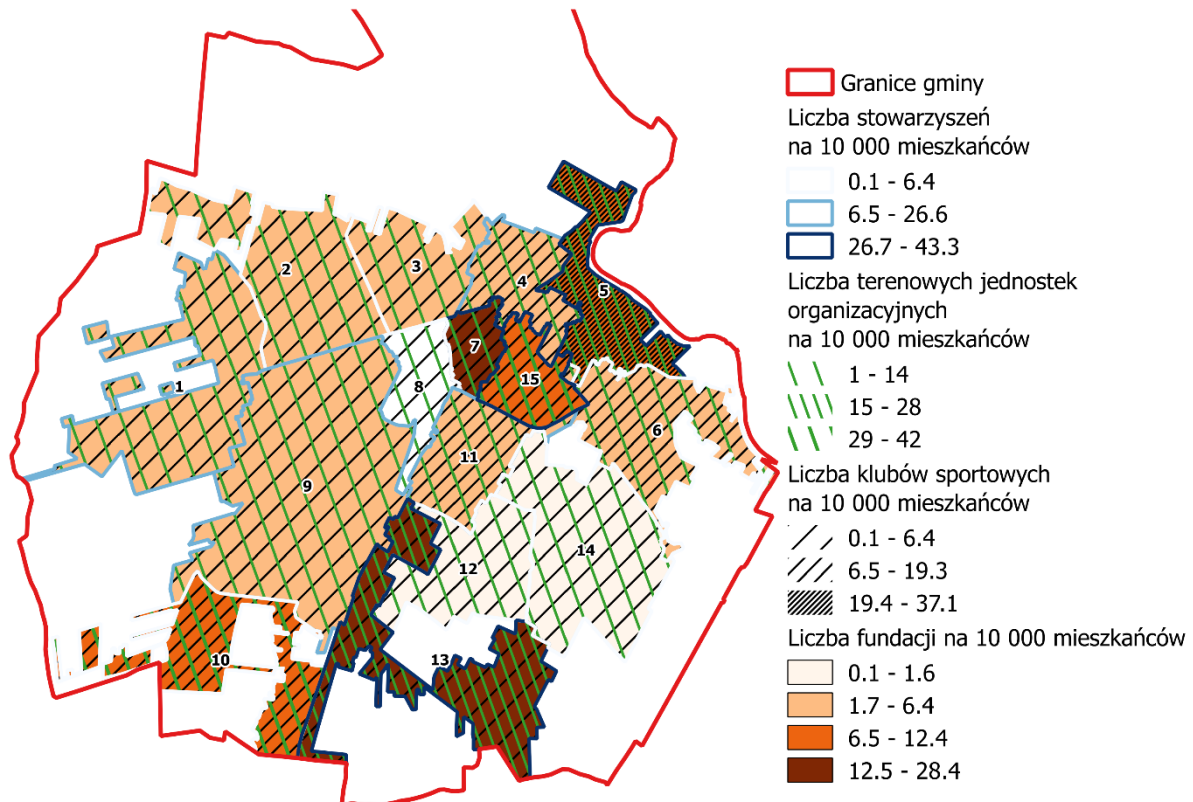 Granice gminy
Liczba stowarzyszeń
na 10 000 mieszkańców
0.1 - 6.4
6.5 - 26.6
26.7 - 43.3
Liczba terenowych jednostek
organizacyjnych
na 10 000 mieszkańców
1 - 14
15 - 28
29 - 42
Liczba klubów sportowych
na 10 000 mieszkańców
0.1 - 6.4
6.5 - 19.3
19.4 - 37.1
Liczba fundacji na 10 000 mieszkańców
0.1 - 1.6
1.7 - 6.4
6.5 - 12.4
12.5 - 28.4
2
3
4
5
7
15
8
1
6
11
9
14
12
10
13